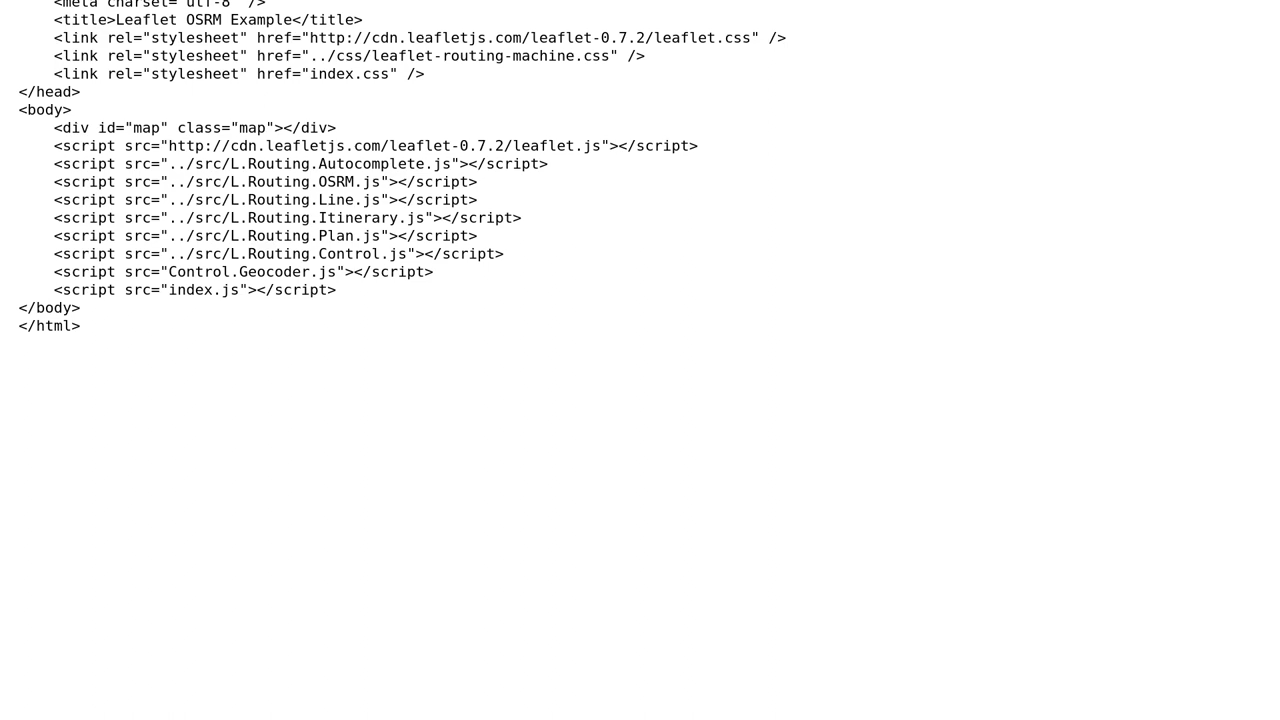 <meta charset="utf-8" />
<title>Leaflet OSRM Example</title>
<link rel="stylesheet" href="http://cdn.leafletjs.com/leaflet-0.7.2/leaflet.css" />
<link rel="stylesheet" href="../css/leaflet-routing-machine.css" />
<link rel="stylesheet" href="index.css" />
</head>
<body>
<div id="map" class="map"></div>
<script src="http://cdn.leafletjs.com/leaflet-0.7.2/leaflet.js"></script>
<script src="../src/L.Routing.Autocomplete.js"></script>
<script src="../src/L.Routing.OSRM.js"></script>
<script src="../src/L.Routing.Line.js"></script>
<script src="../src/L.Routing.Itinerary.js"></script>
<script src="../src/L.Routing.Plan.js"></script>
<script src="../src/L.Routing.Control.js"></script>
<script src="Control.Geocoder.js"></script>
<script src="index.js"></script>
</body>
</html>